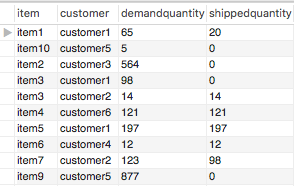 item customer demandquantity shippedquantity
item1 customer1 65 20
item10 customer5 5 0
item2 customer3 564 0
item3 customer1 98 0
item3 customer2 14 14
item4 customer6 121 121
item5 customer1 197 197
item6 customer4 12 12
item7 customer2 123 98
item9 customer5 877 0